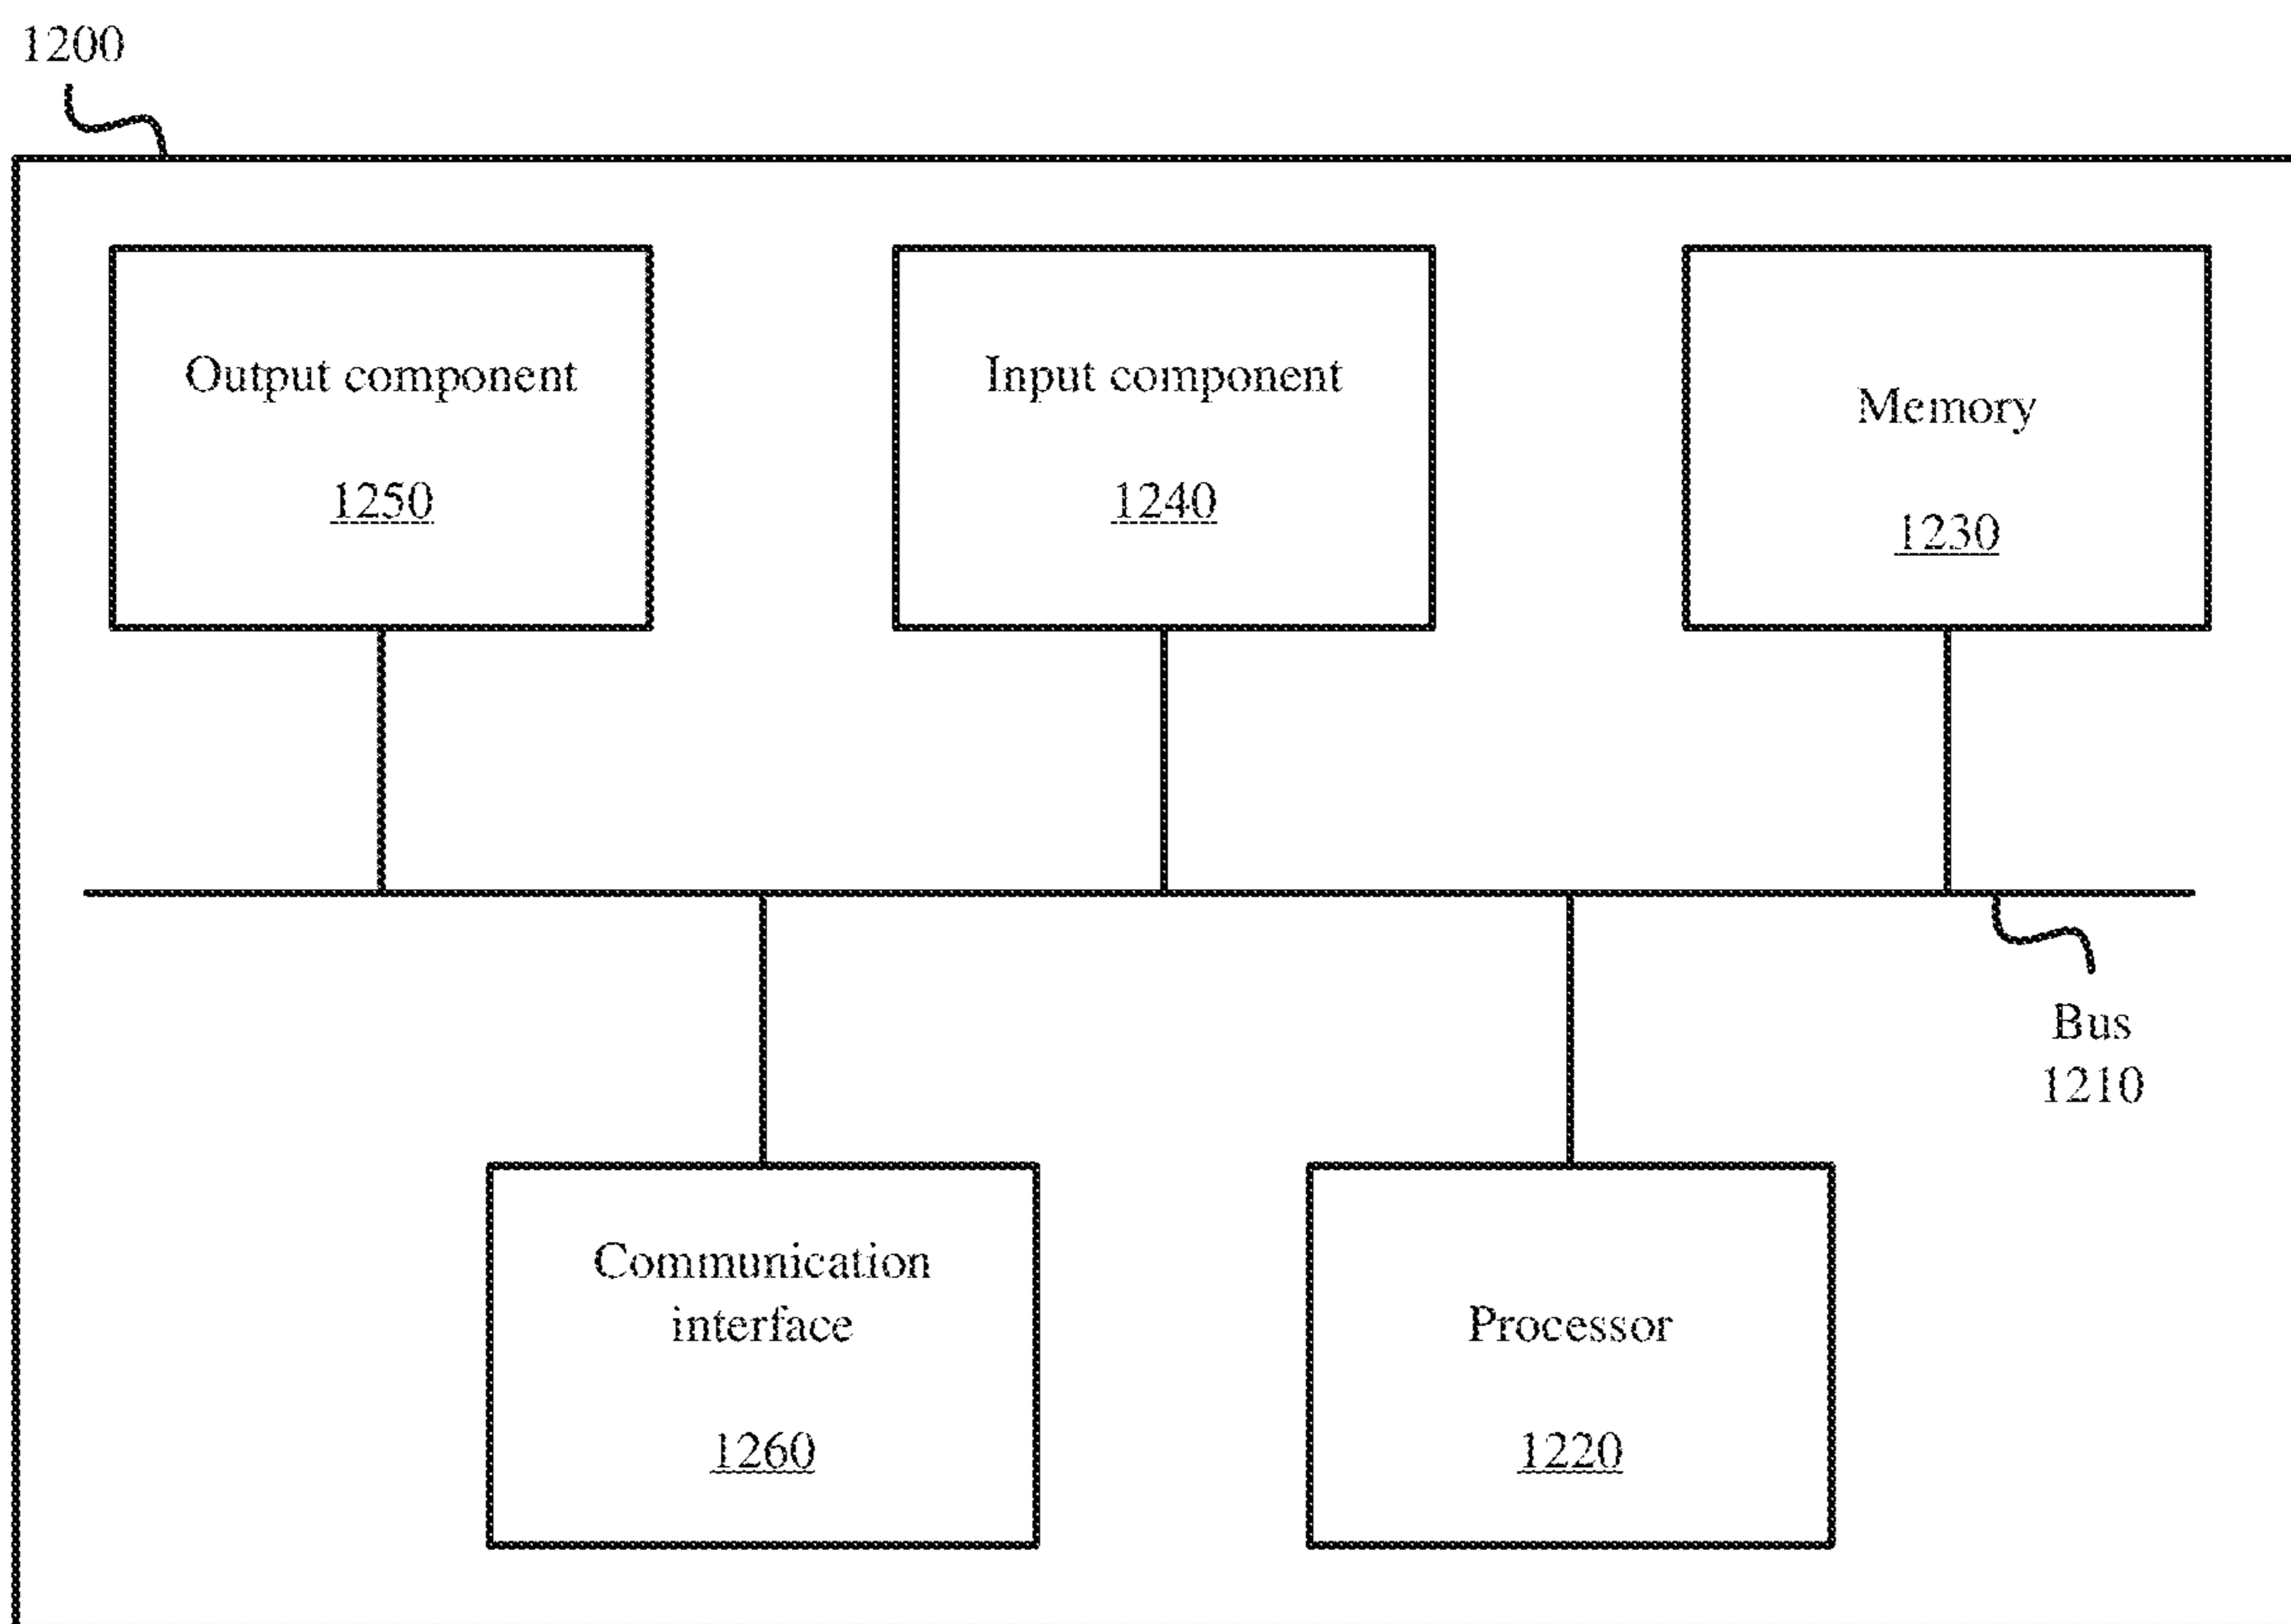 1200
Output component
1250
Input component
1240
Memory
1230
Bus
1210
Communication
interface
1260
Processor
1220